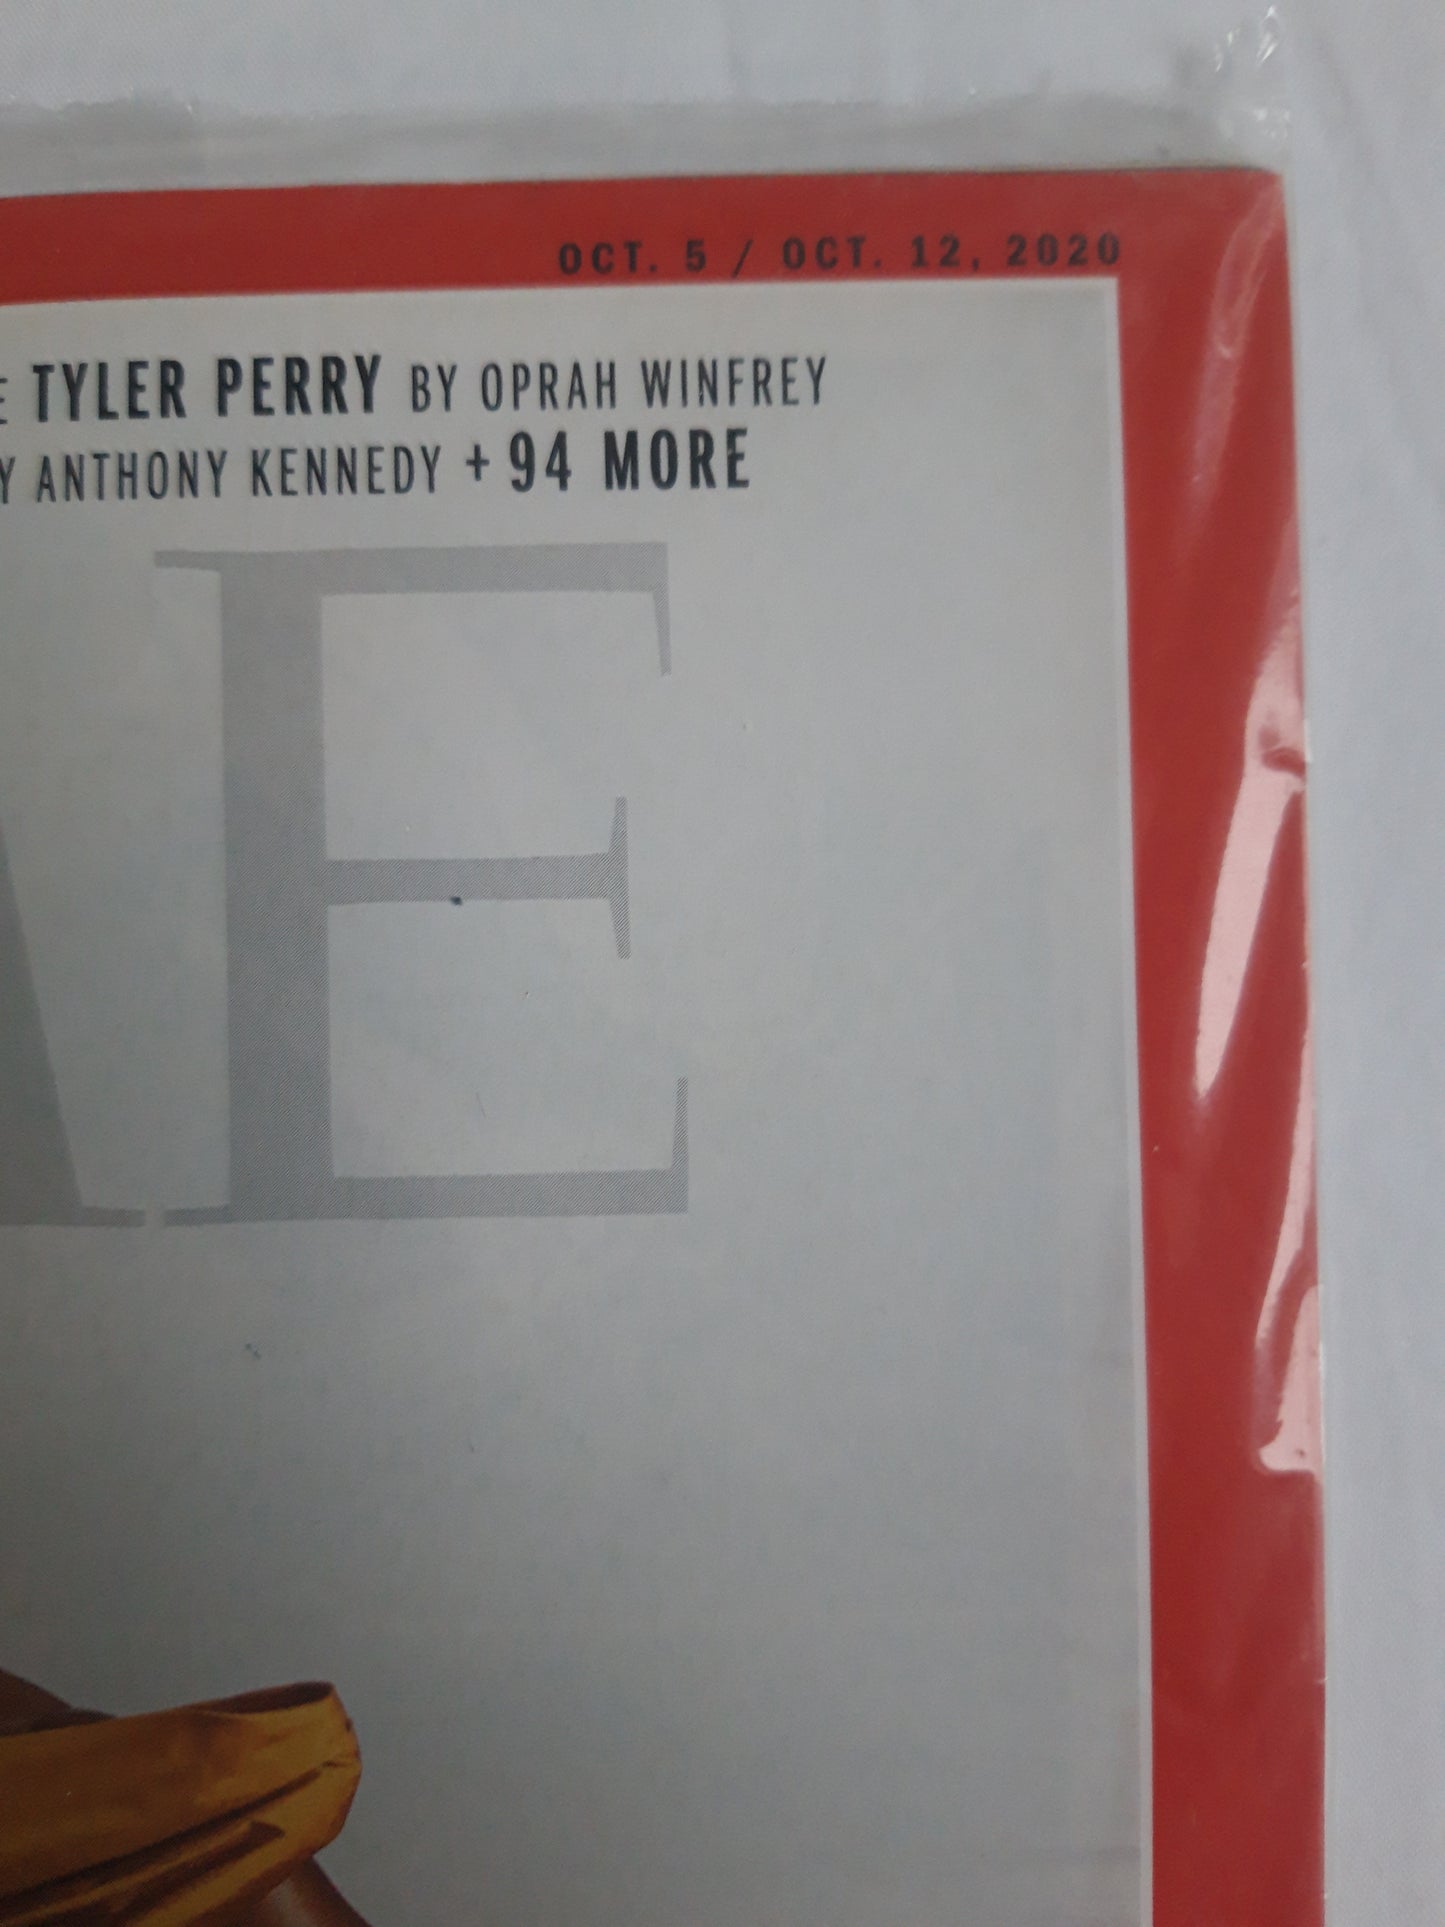 OCT. 5 / OCT. 12, 2020
E TYLER PERRY BY OPRAH WINFREY
Y ANTHONY KENNEDY + 94 MORE
E